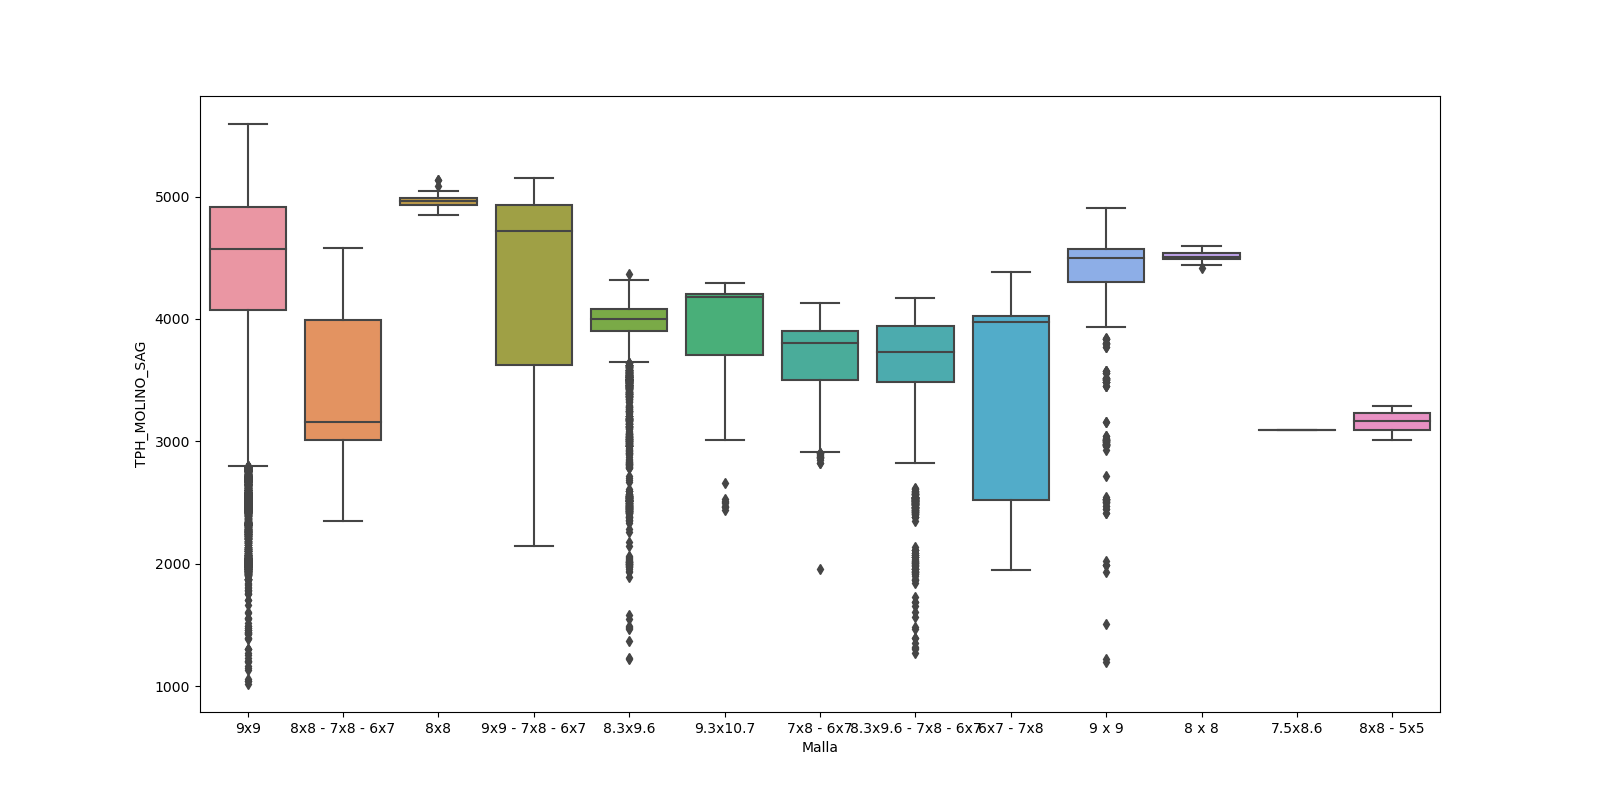 TPH_MOLINO_SAG
5000
4000
3000
2000
1000
9x9
8x8 - 7x8 - 6x7
8x8
9x9 - 7x8 - 6x7
8.3x9.6
9.3x10.7
7x8 - 6x7
8.3x9.6 - 7x8 - 6x7
6x7 - 7x8
9 x 9
8 x 8
7.5x8.6
8x8 - 5x5
Malla